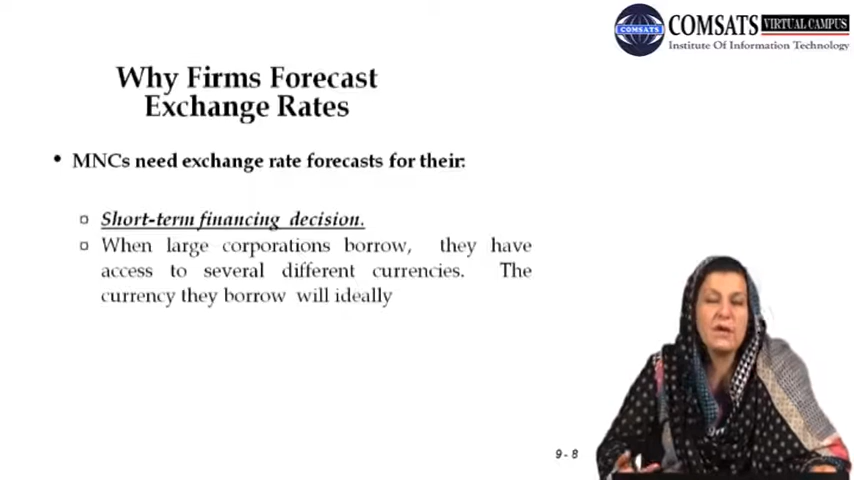 COMSATS VIRTUAL CAMPUS
COMSATS
Institute Of Information Technology
Why Firms Forecast
Exchange Rates
• MNCs need exchange rate forecasts for their:
Short-term financing decision.
When large corporations borrow, they have
access to several different currencies. The
currency they borrow will ideally
9 - 8